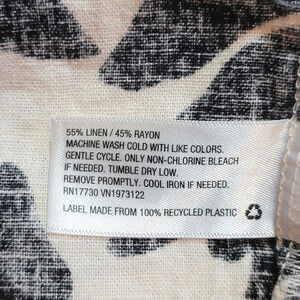 55% LINEN / 45% RAYON
MACHINE WASH COLD WITH LIKE COLORS.
GENTLE CYCLE. ONLY NON-CHLORINE BLEACH
IF NEEDED. TUMBLE DRY LOW.
REMOVE PROMPTLY. COOL IRON IF NEEDED.
RN17730 VN1973122
LABEL MADE FROM 100% RECYCLED PLASTIC